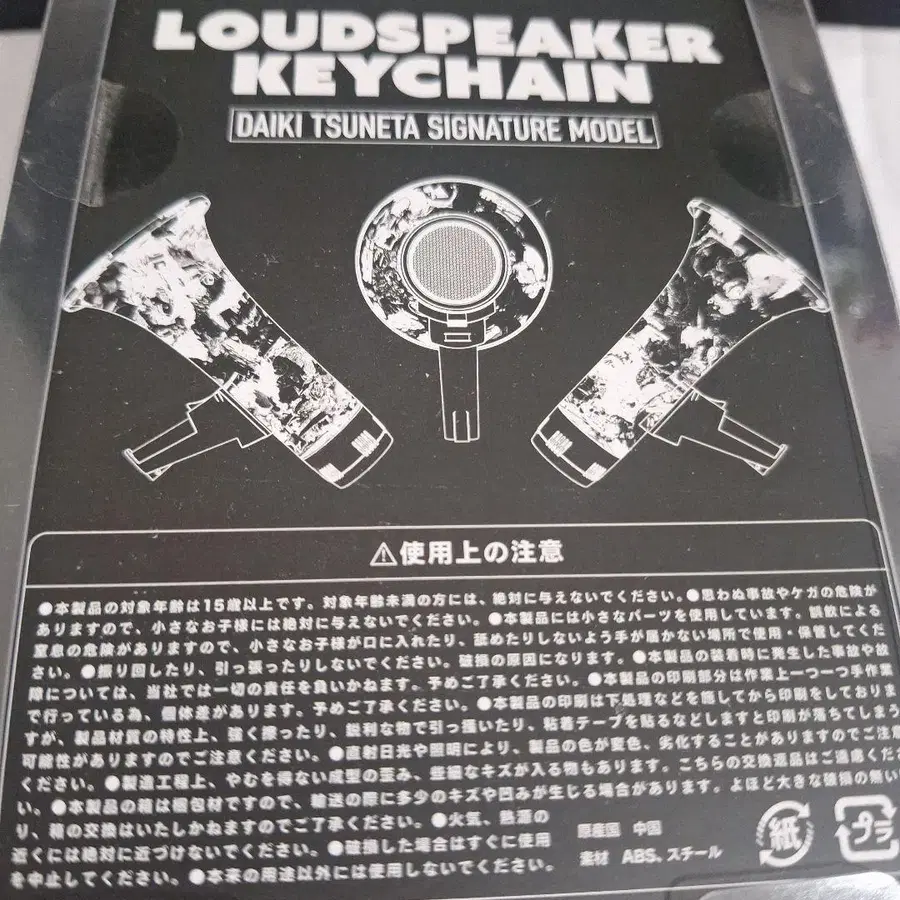 LOUDSPEAKER
KEYCHAIN
DAIKI TSUNETA SIGNATURE MODEL
⚠使用上の注意
●本製品の対象年齢は15歳以上です。対象年齢未満の方には、絶対に与えないでください。●思わぬ事故やケガの危険が
ありますので、小さなお子様には絶対に与えないでください。●本製品には小さなパーツを使用しています。誤飲による
窒息の危険がありますので、小さなお子様が口に入れたり、舐めたりしないよう手が届かない場所で使用・保管してくだ
さい。●振り回したり、引っ張ったりしないでください。破損の原因になります。●本製品の装着時に発生した事故や故
障については、当社では一切の責任を負いかねます。予めご了承ください。●本製品の印刷部分は作業上一つ一つ手作業
で行っている為、個体差があります。予めご了承ください。●本製品の印刷は下処理などを施してから印刷をしておりま
すが、製品材質の特性上、強く擦ったり、鋭利な物で引っ掻いたり、粘着テープを貼るなどしますと印刷が落ちてしまう
可能性がありますのでご注意ください。●直射日光や照明により、製品の色が変色、劣化することがありますのでご注意
ください。●製造工程上、やむを得ない成型の歪み、些細なキズが入る物もあります。こちらの交換返品はご遠慮くださ
い。●本製品の箱は梱包材ですので、輸送の際に多少のキズや凹みが生じる場合があります。よほど大きな破損の無い
り、箱の交換はいたしかねますのでご了承ください。●火気、熱源の
近くには絶対に近づけないでください。●破損した場合はすぐに使用
を中止してください。●本来の用途以外には使用しないでください。
原産国 中国
素材 ABS、スチール
紙
プラ